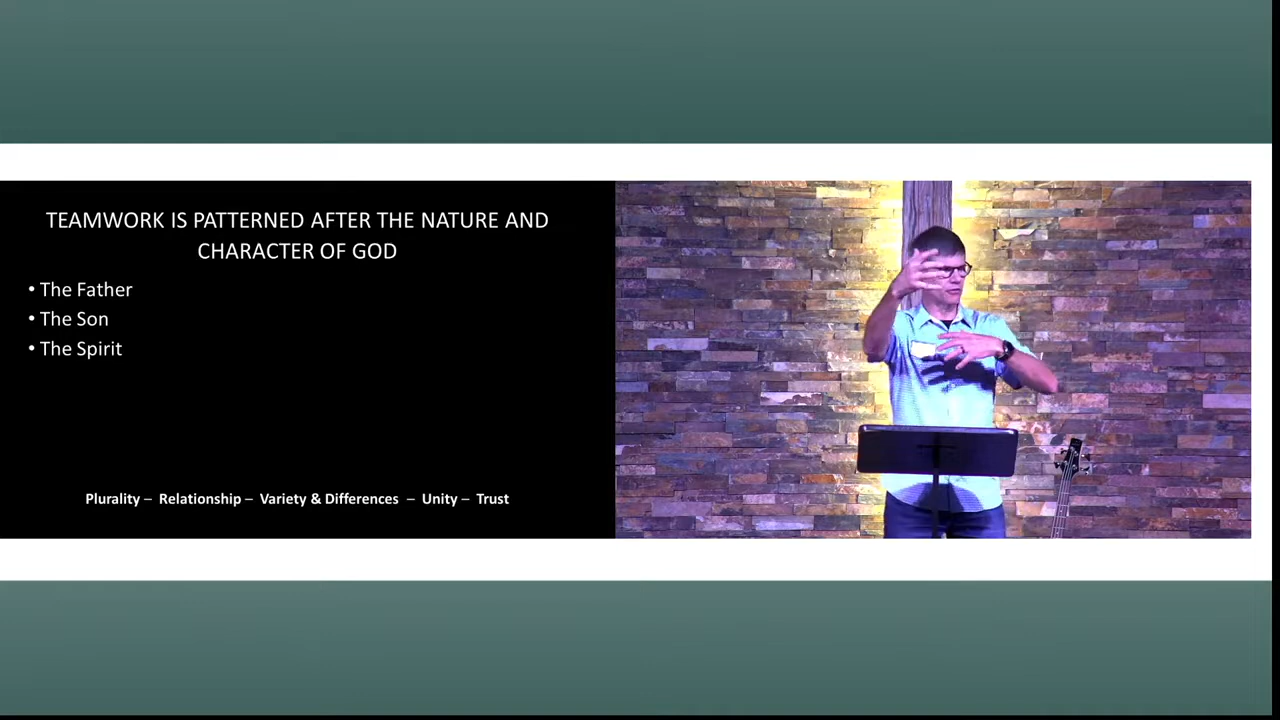 TEAMWORK IS PATTERNED AFTER THE NATURE AND
CHARACTER OF GOD
• The Father
• The Son
• The Spirit
Plurality – Relationship – Variety & Differences – Unity – Trust